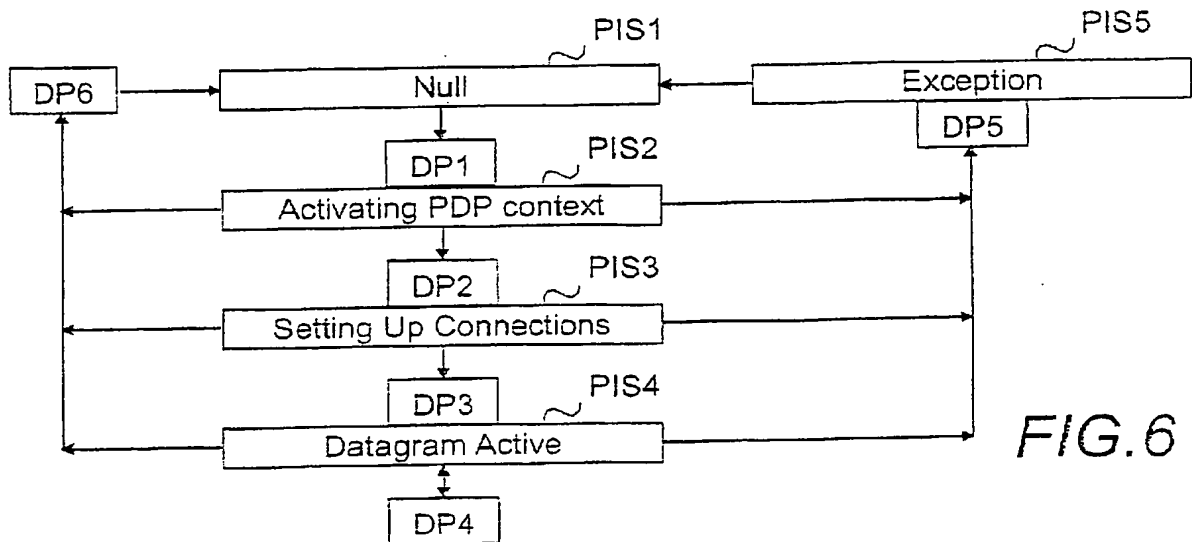 PIS1
PIS5
DP6
Null
Exception
DP5
DP1
PIS2
Activating PDP context
DP2
PIS3
Setting Up Connections
DP3
PIS4
Datagram Active
FIG.6
DP4